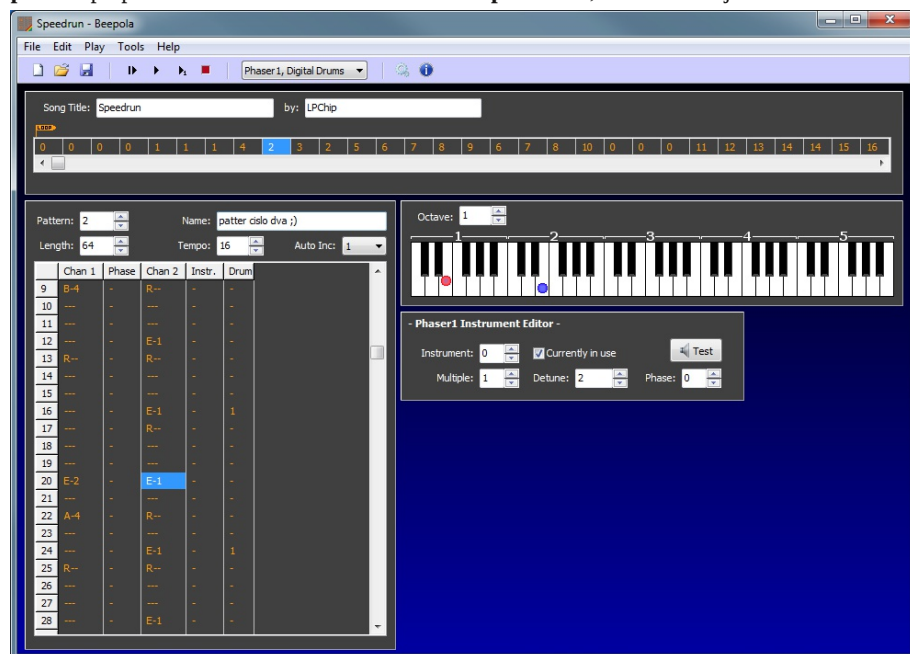 Speedrun - Beepola
File Edit Play Tools Help
Phaser1, Digital Drums
Song Title: Speedrun by: LPChip
LOOP
0 0 0 0 1 1 1 4 2 3 2 5 6 7 8 9 6 7 8 10 0 0 0 11 12 13 14 14 15 16
Pattern: 2 Name: patter cislo dva ;)
Length: 64 Tempo: 16 Auto Inc: 1
Chan 1 Phase Chan 2 Instr. Drum
9 B-4 - R-- - -
10 --- - --- - -
11 --- - --- - -
12 --- - E-1 - -
13 R-- - R-- - -
14 --- - --- - -
15 --- - --- - -
16 --- - E-1 - 1
17 --- - R-- - -
18 --- - --- - -
19 --- - --- - -
20 E-2 - E-1 - -
21 --- - --- - -
22 A-4 - R-- - -
23 --- - --- - -
24 --- - E-1 - 1
25 R-- - R-- - -
26 --- - --- - -
27 --- - --- - -
28 --- - E-1 - -
Octave: 1
1 2 3 4 5
- Phaser1 Instrument Editor -
Instrument: 0 Currently in use Test
Multiple: 1 Detune: 2 Phase: 0